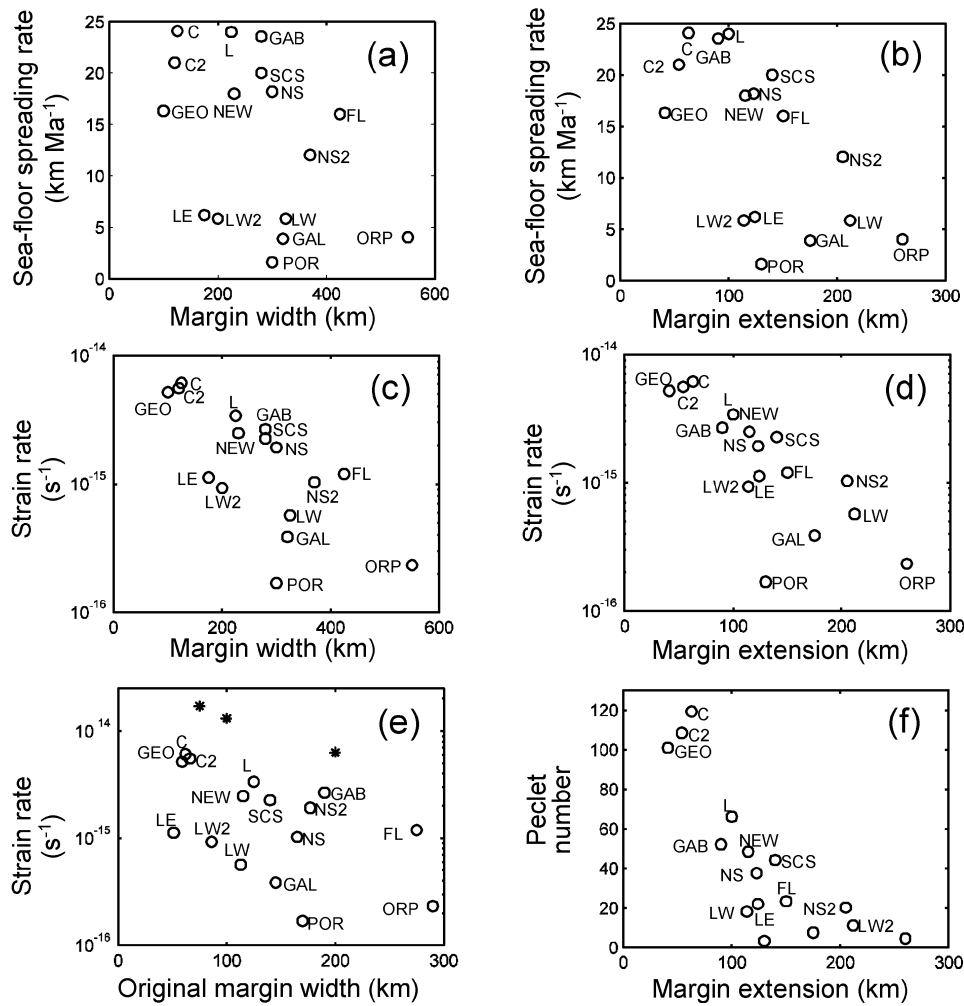 (a)
Sea-floor spreading rate
(km Ma⁻¹)
25
20
15
10
5
0
C
L
GAB
C2
SCS
NS
GEO
NEW
FL
NS2
LE
LW2
LW
GAL
ORP
POR
0 200 400 600
Margin width (km)
(b)
Sea-floor spreading rate
(km Ma⁻¹)
25
20
15
10
5
0
C
L
GAB
C2
SCS
NS
GEO
NEW
FL
NS2
LW2
LE
LW
GAL
ORP
POR
0 100 200 300
Margin extension (km)
(c)
Strain rate
(s⁻¹)
10⁻¹⁴
10⁻¹⁵
10⁻¹⁶
C
C2
GEO
L
GAB
SCS
NEW
NS
LE
LW2
NS2
FL
LW
GAL
ORP
POR
0 200 400 600
Margin width (km)
(d)
Strain rate
(s⁻¹)
10⁻¹⁴
10⁻¹⁵
10⁻¹⁶
GEO
C
C2
L
NEW
GAB
NS
SCS
LW2
LE
FL
NS2
LW
GAL
POR
ORP
0 100 200 300
Margin extension (km)
(e)
Strain rate
(s⁻¹)
10⁻¹⁴
10⁻¹⁵
10⁻¹⁶
C
GEO
C2
L
NEW
SCS
GAB
NS2
LE
LW2
NS
FL
LW
GAL
ORP
POR
0 100 200 300
Original margin width (km)
(f)
Peclet
number
120
100
80
60
40
20
0
C
C2
GEO
L
GAB
NEW
NS
SCS
FL
LW
LE
NS2
LW2
0 100 200 300
Margin extension (km)